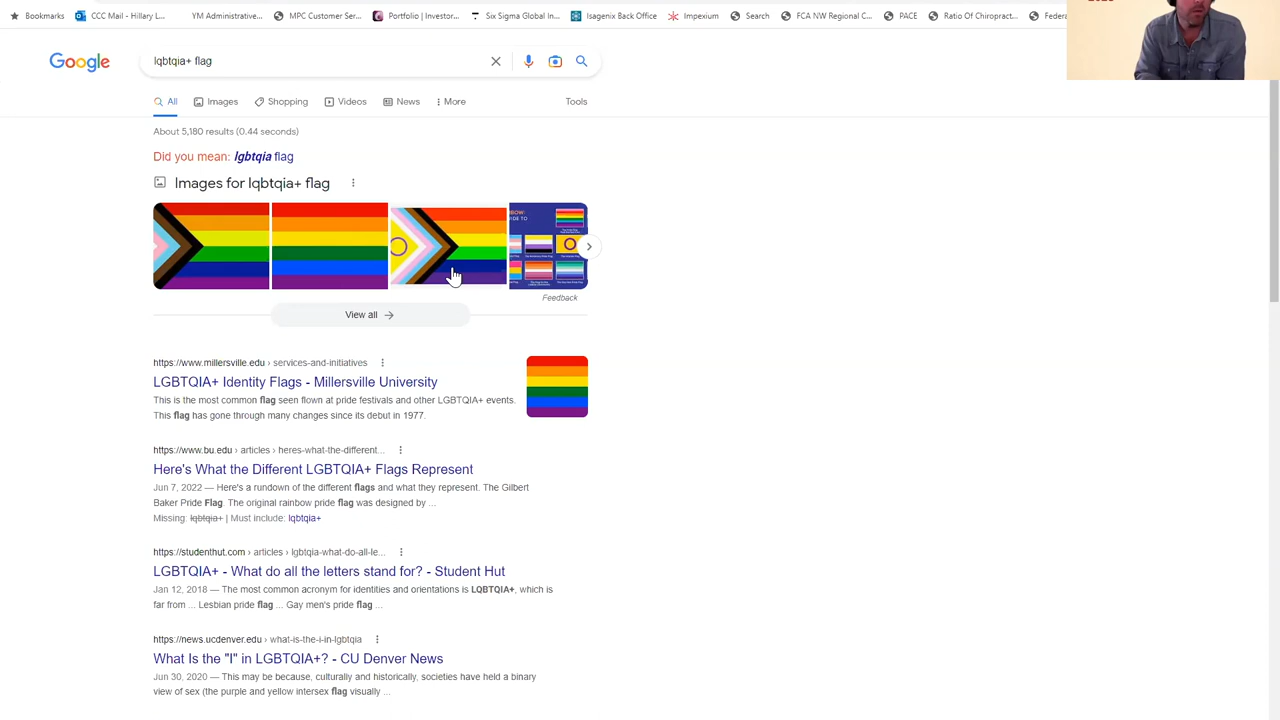 Bookmarks
CCC Mail - Hillary L...
YM Administrative...
MPC Customer Ser...
Portfolio | Investor...
Six Sigma Global In...
Isagenix Back Office
Impexium
Search
FCA NW Regional C...
PACE
Ratio Of Chiropract...
Federa
Google
lqbtqia+ flag
All
Images
Shopping
Videos
News
More
Tools
About 5,180 results (0.44 seconds)
Did you mean: lgbtqia flag
Images for lqbtqia+ flag
Feedback
View all
https://www.millersville.edu › services-and-initiatives
LGBTQIA+ Identity Flags - Millersville University
This is the most common flag seen flown at pride festivals and other LGBTQIA+ events.
This flag has gone through many changes since its debut in 1977.
https://www.bu.edu › articles › heres-what-the-different...
Here's What the Different LGBTQIA+ Flags Represent
Jun 7, 2022 — Here's a rundown of the different flags and what they represent. The Gilbert
Baker Pride Flag. The original rainbow pride flag was designed by ...
Missing: lqbtqia+ | Must include: lqbtqia+
https://studenthut.com › articles › lgbtqia-what-do-all-le...
LGBTQIA+ - What do all the letters stand for? - Student Hut
Jan 12, 2018 — The most common acronym for identities and orientations is LQBTQIA+, which is
far from ... Lesbian pride flag ... Gay men's pride flag ...
https://news.ucdenver.edu › what-is-the-i-in-lgbtqia
What Is the "I" in LGBTQIA+? - CU Denver News
Jun 30, 2020 — This may be because, culturally and historically, societies have held a binary
view of sex (the purple and yellow intersex flag visually ...